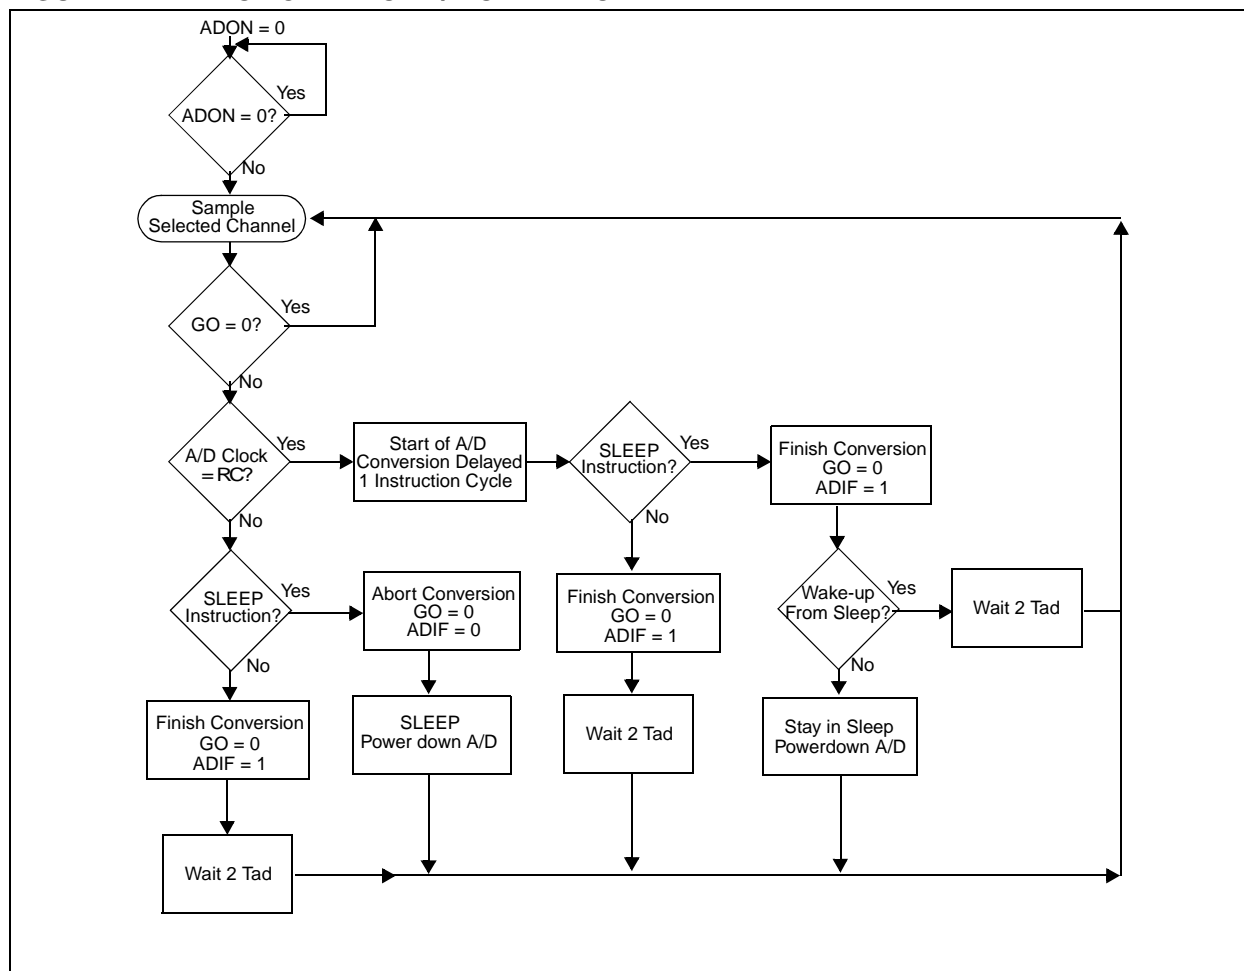 ADON = 0
Yes
ADON = 0?
No
Sample
Selected Channel
Yes
GO = 0?
No
Yes
A/D Clock
= RC?
No
Start of A/D
Conversion Delayed
1 Instruction Cycle
SLEEP
Instruction?
Yes
No
Finish Conversion
GO = 0
ADIF = 1
Yes
SLEEP
Instruction?
No
Abort Conversion
GO = 0
ADIF = 0
Finish Conversion
GO = 0
ADIF = 1
Wake-up
From Sleep?
Yes
No
Wait 2 Tad
Finish Conversion
GO = 0
ADIF = 1
SLEEP
Power down A/D
Wait 2 Tad
Stay in Sleep
Powerdown A/D
Wait 2 Tad